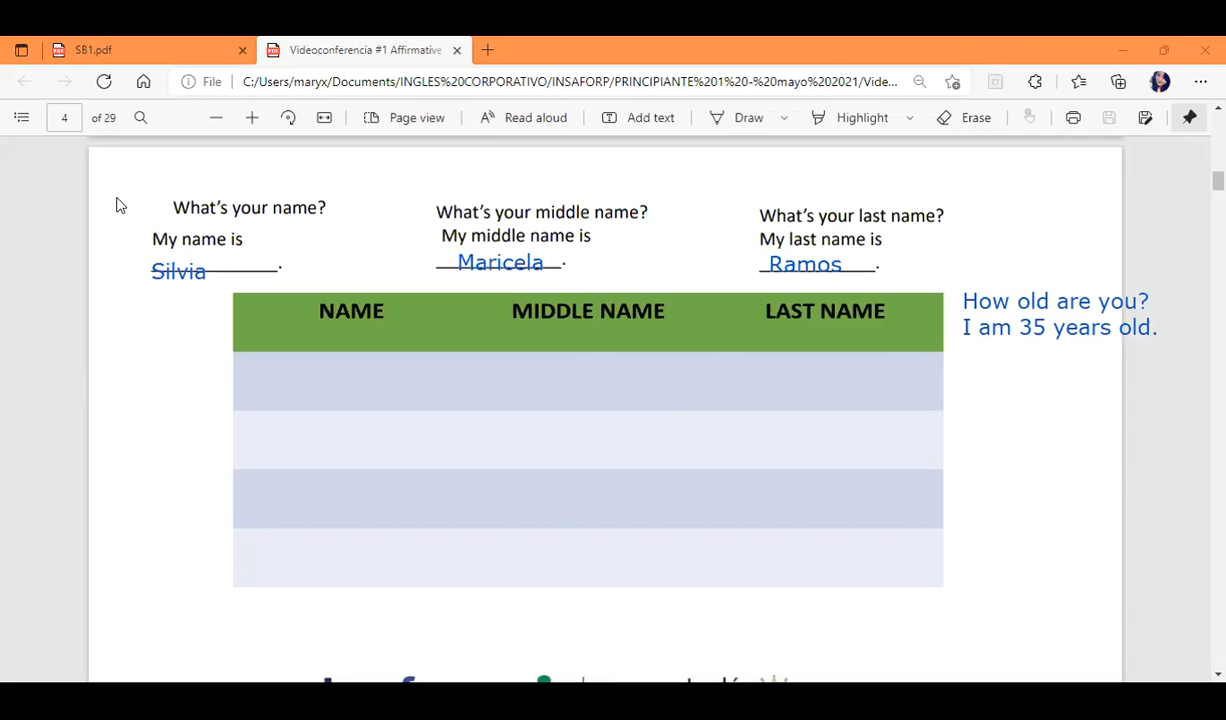 SB1.pdf
Videoconferencia #1 Affirmative
File
C:/Users/maryx/Documents/INGLES%20CORPORATIVO/INSAFORP/PRINCIPIANTE%201%20-%20mayo%202021/Vide...
4 of 29
Page view
Read aloud
Add text
Draw
Highlight
Erase
What's your name?
My name is
Silvia______.
What's your middle name?
My middle name is
Maricela.
What's your last name?
My last name is
Ramos.
NAME MIDDLE NAME LAST NAME
How old are you?
I am 35 years old.